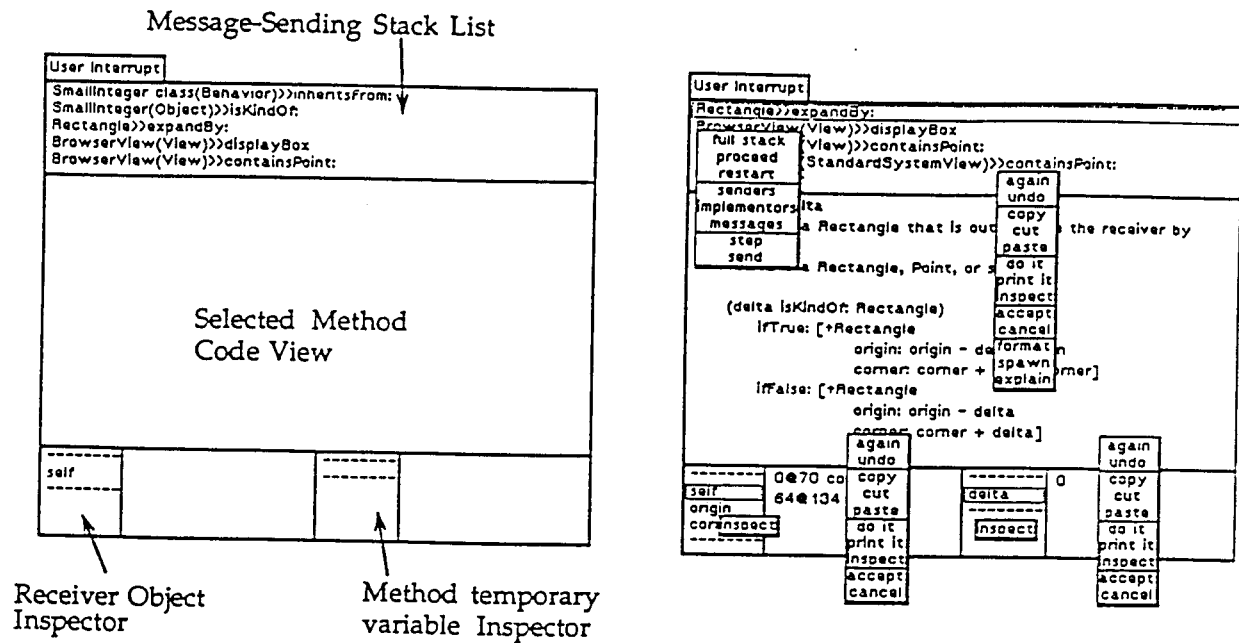 Message-Sending Stack List
User Interrupt
SmallInteger class(Behavior)>>inheritsFrom:
SmallInteger(Object)>>isKindOf:
Rectangle>>expandBy:
BrowserView(View)>>displayBox
BrowserView(View)>>containsPoint:
Selected Method
Code View
self
Receiver Object
Inspector
Method temporary
variable Inspector
User Interrupt
Rectangle>>expandBy:
BrowserView(View)>>displayBox
View)>>containsPoint:
(StandardSystemView)>>containsPoint:
full stack
proceed
restart
senders
implementors
messages
step
send
again
undo
copy
cut
paste
do it
print it
inspect
accept
cancel
format
spawn
explain
a Rectangle that is out the receiver by
a Rectangle, Point, or s
(delta isKindOf: Rectangle)
ifTrue: [↑Rectangle
origin: origin - de
corner: corner +
ifFalse: [↑Rectangle
origin: origin - delta
corner: corner + delta]
self
origin
inspect
0@70 co
64@134
again
undo
copy
cut
paste
do it
print it
inspect
accept
cancel
delta
inspect
0
again
undo
copy
cut
paste
do it
print it
inspect
accept
cancel